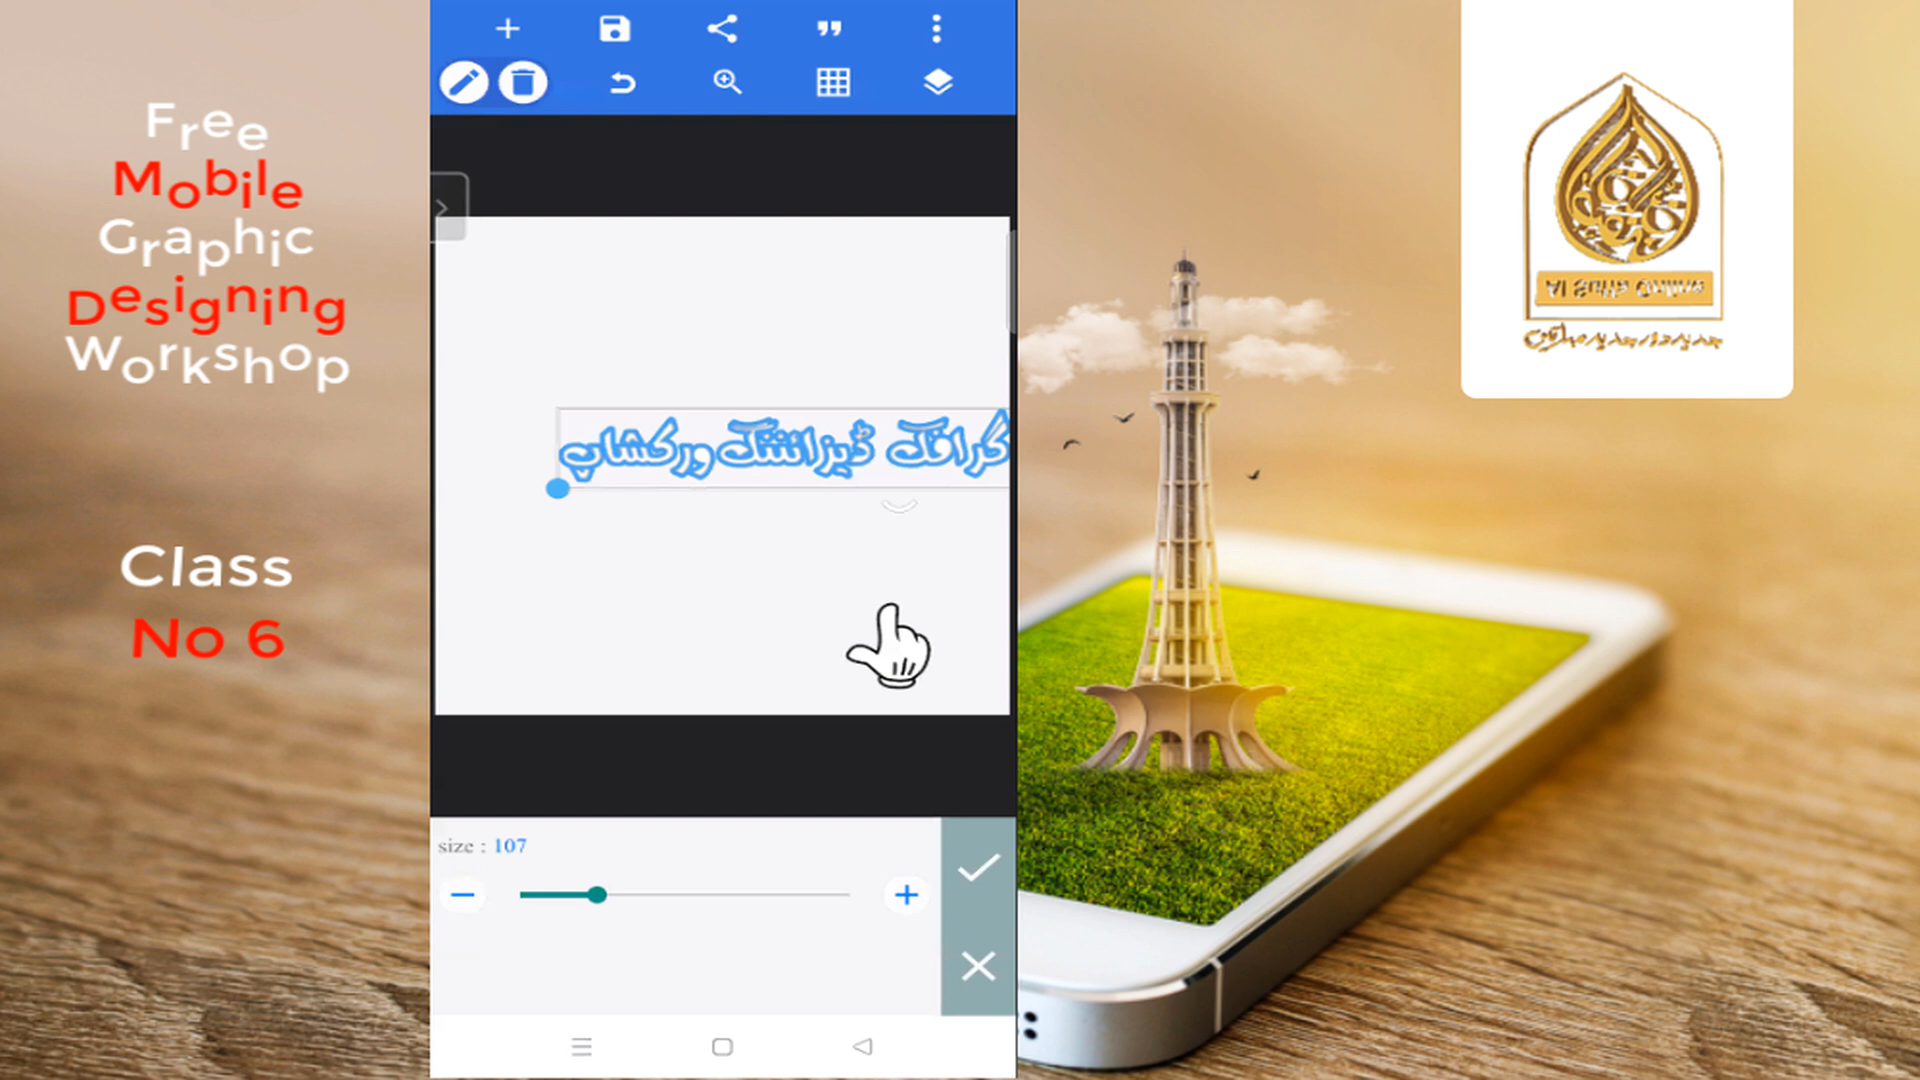 Free
Mobile
Graphic
Designing
Workshop
Class
No 6
گرافک ڈیزائننگ ورکشاپ
size : 107